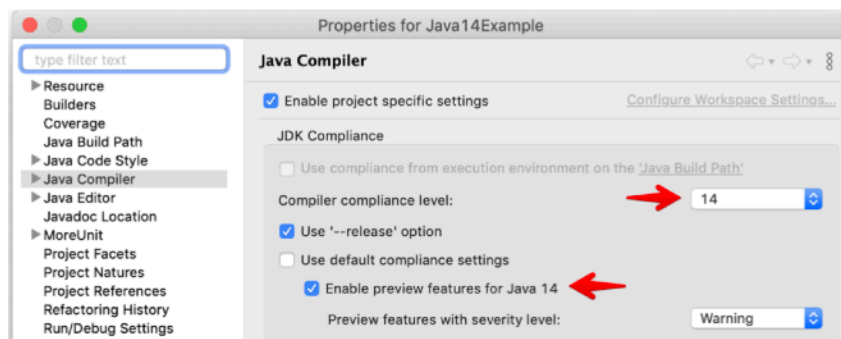 Properties for Java14Example
type filter text
Resource
Builders
Coverage
Java Build Path
Java Code Style
Java Compiler
Java Editor
Javadoc Location
MoreUnit
Project Facets
Project Natures
Project References
Refactoring History
Run/Debug Settings
Java Compiler
Enable project specific settings
Configure Workspace Settings...
JDK Compliance
Use compliance from execution environment on the 'Java Build Path'
Compiler compliance level: 14
Use '--release' option
Use default compliance settings
Enable preview features for Java 14
Preview features with severity level: Warning